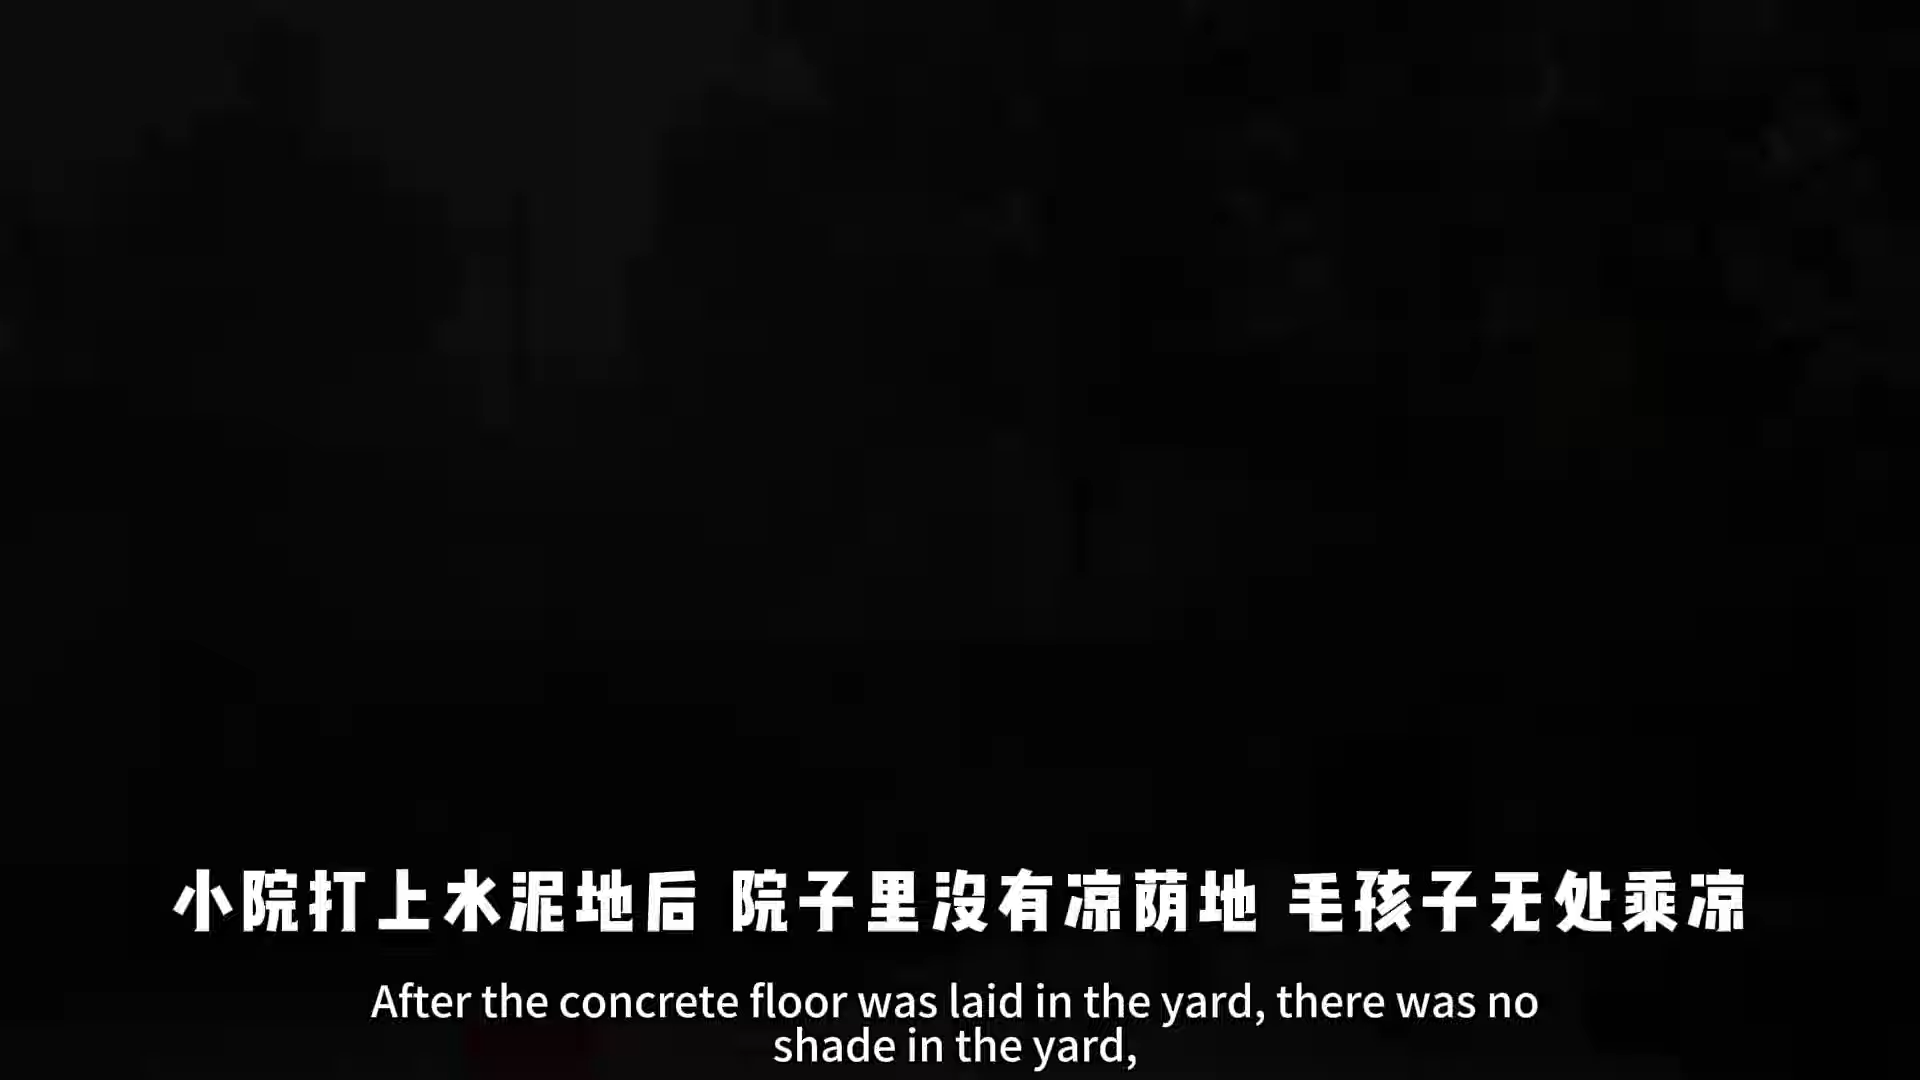 小院打上水泥地后 院子里没有凉荫地 毛孩子无处乘凉
After the concrete floor was laid in the yard, there was no
shade in the yard,